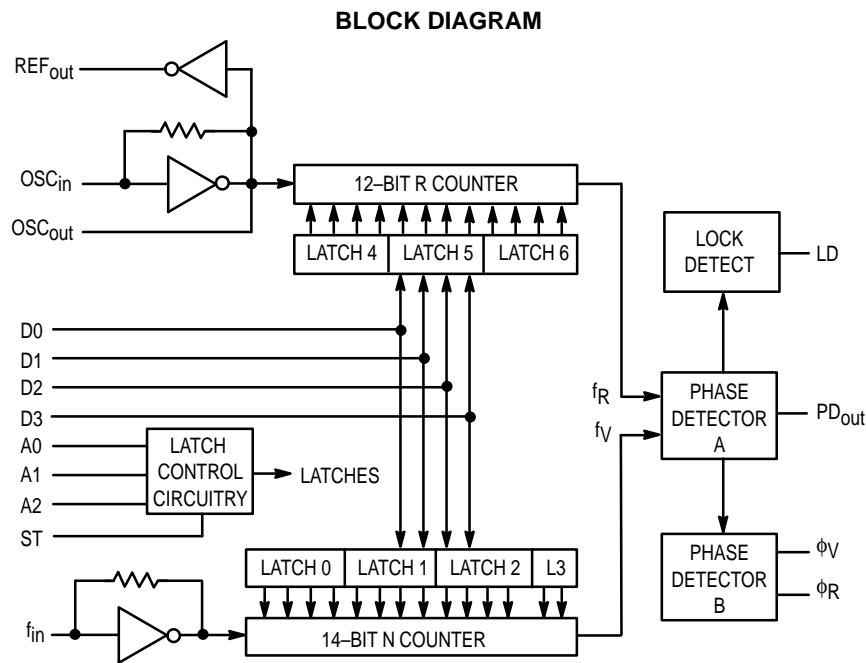 BLOCK DIAGRAM
REFout
OSCin
OSCout
12–BIT R COUNTER
LATCH 4
LATCH 5
LATCH 6
LOCK
DETECT
LD
D0
D1
D2
D3
A0
A1
A2
ST
LATCH
CONTROL
CIRCUITRY
LATCHES
fR
fV
PHASE
DETECTOR
A
PDout
PHASE
DETECTOR
B
ϕV
ϕR
LATCH 0
LATCH 1
LATCH 2
L3
fin
14–BIT N COUNTER